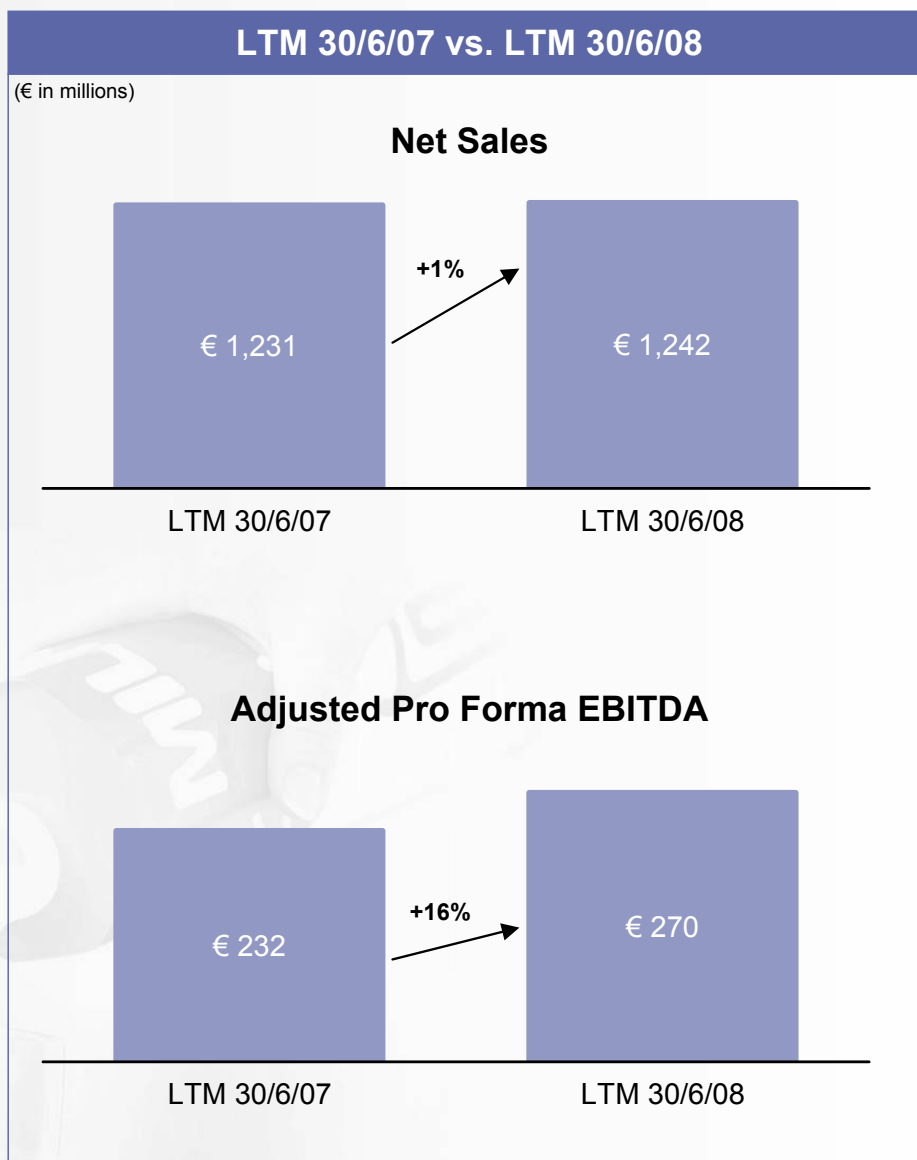 LTM 30/6/07 vs. LTM 30/6/08
(€ in millions)
Net Sales
+1%
€ 1,231
€ 1,242
LTM 30/6/07
LTM 30/6/08
Adjusted Pro Forma EBITDA
+16%
€ 232
€ 270
LTM 30/6/07
LTM 30/6/08